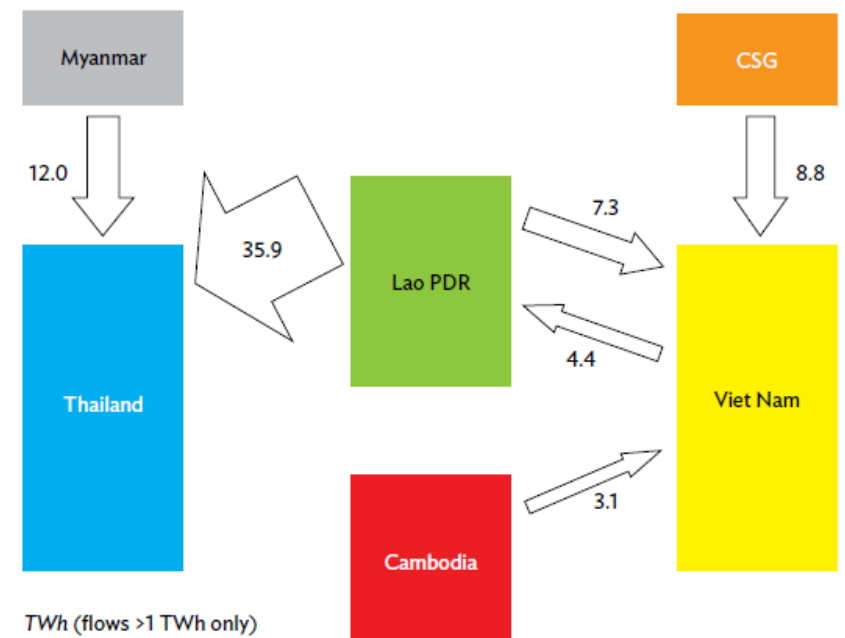 Myanmar
CSG
12.0
8.8
7.3
35.9
Lao PDR
4.4
Thailand
Viet Nam
3.1
Cambodia
TWh (flows >1 TWh only)